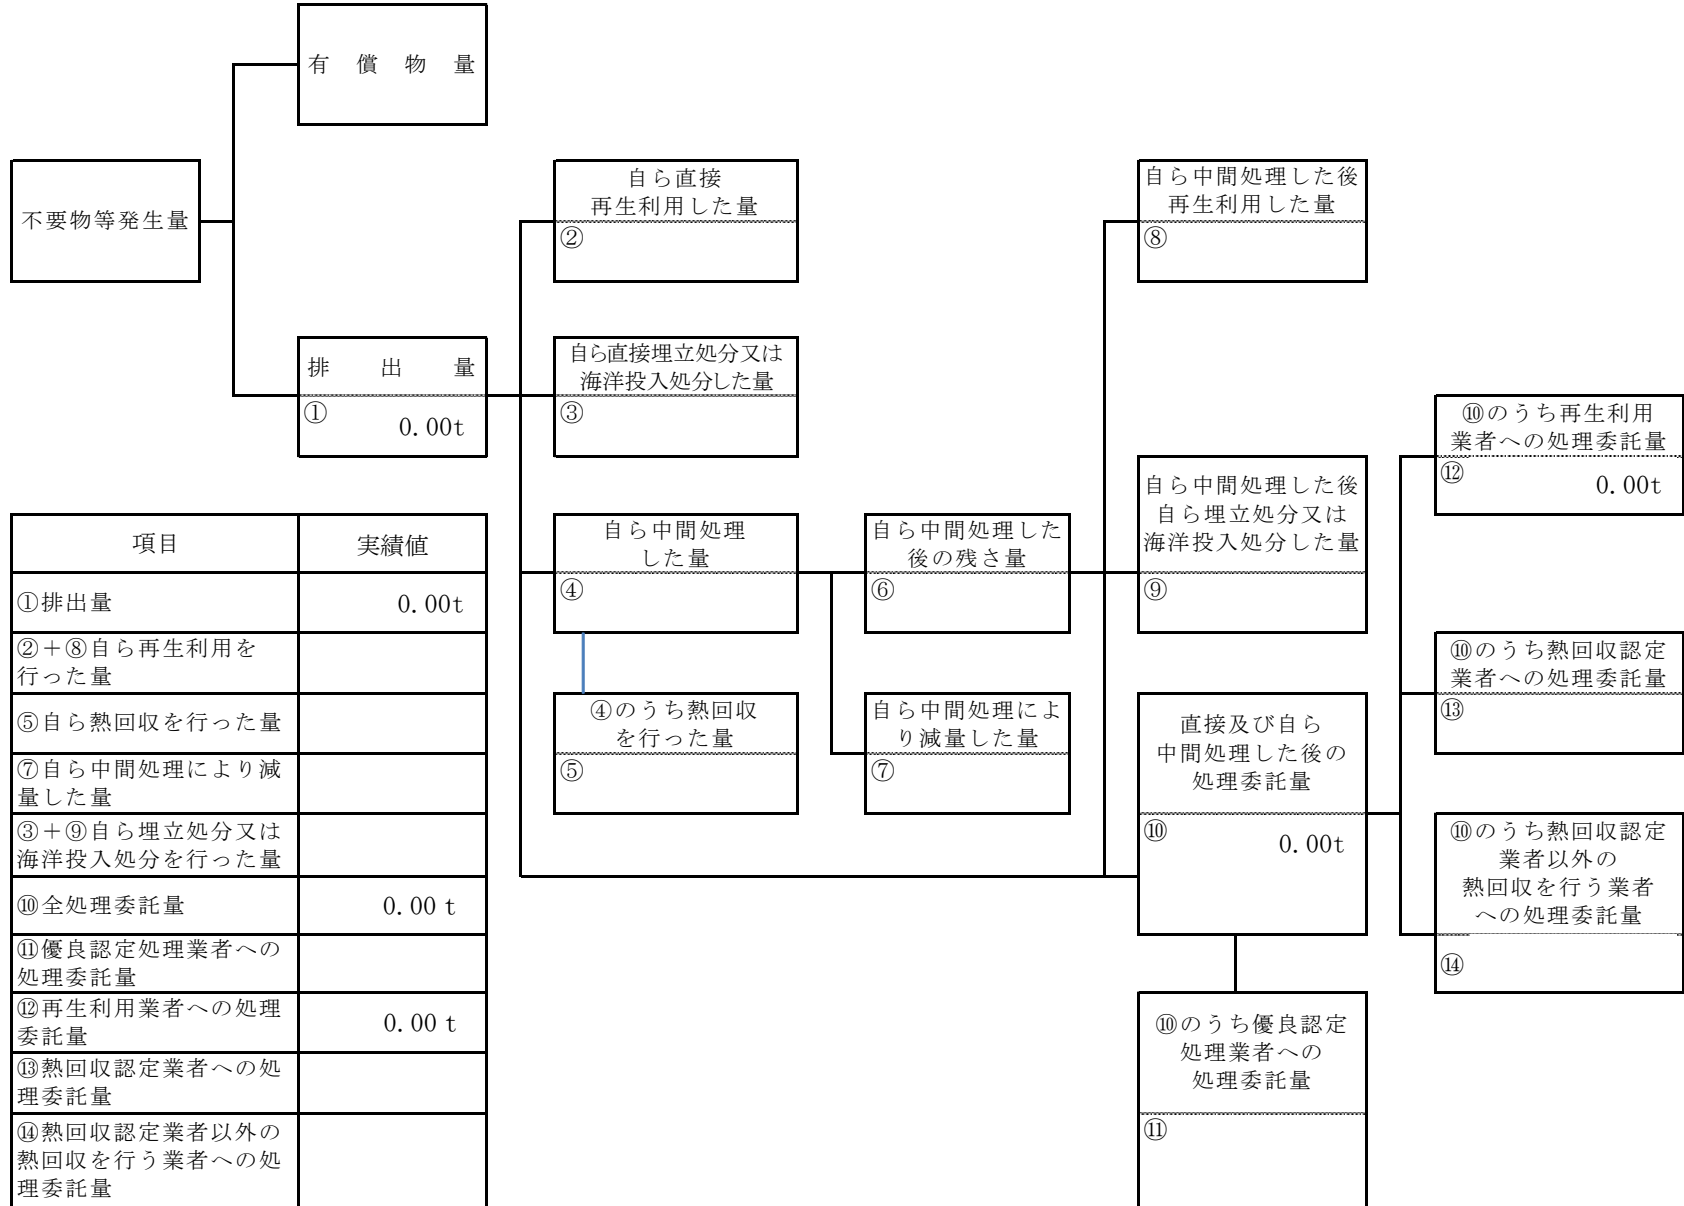 有償物量
不要物等発生量
排出量
①
0.00t
自ら直接
再生利用した量
②
自ら直接埋立処分又は
海洋投入処分した量
③
自ら中間処理
した量
④
④のうち熱回収
を行った量
⑤
自ら中間処理した
後の残さ量
⑥
自ら中間処理によ
り減量した量
⑦
自ら中間処理した後
再生利用した量
⑧
自ら中間処理した後
自ら埋立処分又は
海洋投入処分した量
⑨
直接及び自ら
中間処理した後の
処理委託量
⑩
0.00t
⑩のうち優良認定
処理業者への
処理委託量
⑪
⑩のうち再生利用
業者への処理委託量
⑫
0.00t
⑩のうち熱回収認定
業者への処理委託量
⑬
⑩のうち熱回収認定
業者以外の
熱回収を行う業者
への処理委託量
⑭
項目 実績値
①排出量 0.00t
②＋⑧自ら再生利用を
行った量
⑤自ら熱回収を行った量
⑦自ら中間処理により減
量した量
③＋⑨自ら埋立処分又は
海洋投入処分を行った量
⑩全処理委託量 0.00 t
⑪優良認定処理業者への
処理委託量
⑫再生利用業者への処理
委託量 0.00 t
⑬熱回収認定業者への処
理委託量
⑭熱回収認定業者以外の
熱回収を行う業者への処
理委託量